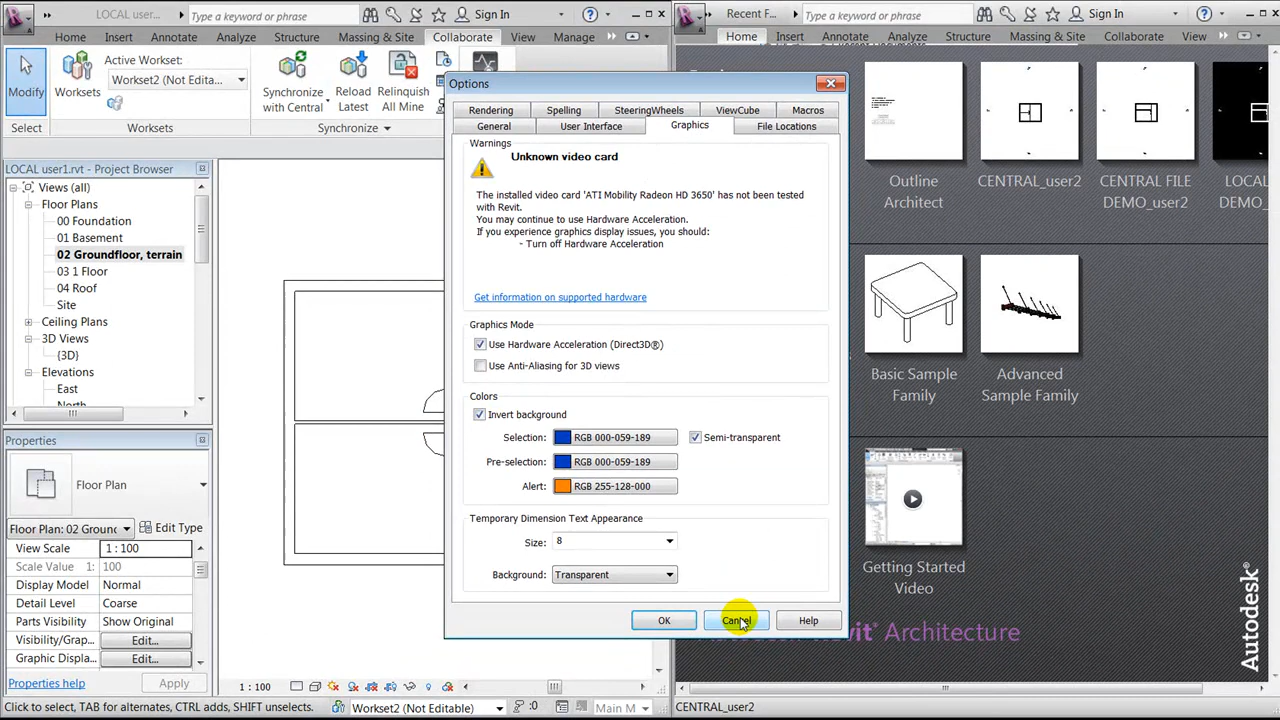 LOCAL user...
Type a keyword or phrase
Sign In
Recent F...
Type a keyword or phrase
Sign In
Home Insert Annotate Analyze Structure Massing & Site Collaborate View Manage
Home Insert Annotate Analyze Structure Massing & Site Collaborate View
Modify
Worksets
Active Workset:
Workset2 (Not Edita...
Synchronize
with Central
Reload
Latest
Relinquish
All Mine
Select
Worksets
Synchronize
Options
Rendering Spelling SteeringWheels ViewCube Macros
General User Interface Graphics File Locations
Warnings
Unknown video card
The installed video card 'ATI Mobility Radeon HD 3650' has not been tested
with Revit.
You may continue to use Hardware Acceleration.
If you experience graphics display issues, you should:
- Turn off Hardware Acceleration
Get information on supported hardware
Graphics Mode
Use Hardware Acceleration (Direct3D®)
Use Anti-Aliasing for 3D views
Colors
Invert background
Selection: RGB 000-059-189 Semi-transparent
Pre-selection: RGB 000-059-189
Alert: RGB 255-128-000
Temporary Dimension Text Appearance
Size: 8
Background: Transparent
OK Cancel Help
LOCAL user1.rvt - Project Browser
Views (all)
Floor Plans
00 Foundation
01 Basement
02 Groundfloor, terrain
03 1 Floor
04 Roof
Site
Ceiling Plans
3D Views
{3D}
Elevations
East
North
Properties
Floor Plan
Floor Plan: 02 Ground Edit Type
View Scale 1 : 100
Scale Value 1: 100
Display Model Normal
Detail Level Coarse
Parts Visibility Show Original
Visibility/Grap... Edit...
Graphic Displa... Edit...
Properties help Apply
1 : 100
Click to select, TAB for alternates, CTRL adds, SHIFT unselects.
Workset2 (Not Editable)
:0
Main M
Outline
Architect
CENTRAL_user2
CENTRAL FILE
DEMO_user2
LOCAL
DEMO_
Basic Sample
Family
Advanced
Sample Family
Getting Started
Video
Revit® Architecture
Autodesk®
CENTRAL_user2